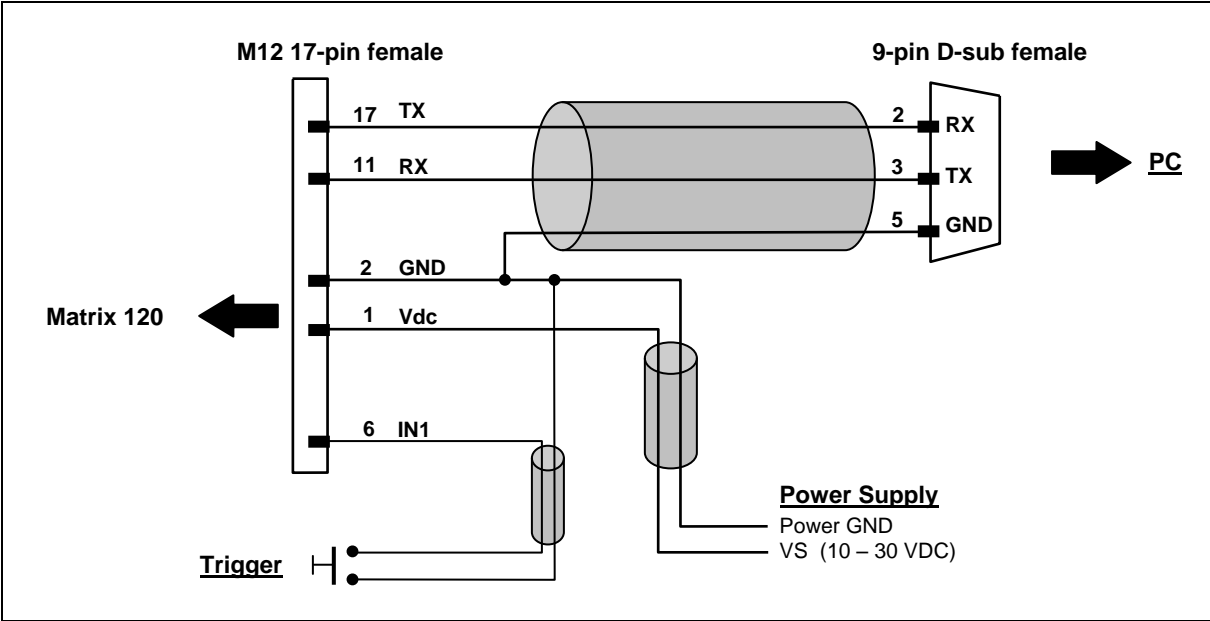 M12 17-pin female
9-pin D-sub female
17 TX
2 RX
11 RX
3 TX
PC
5 GND
2 GND
Matrix 120
1 Vdc
6 IN1
Power Supply
Power GND
VS (10 – 30 VDC)
Trigger